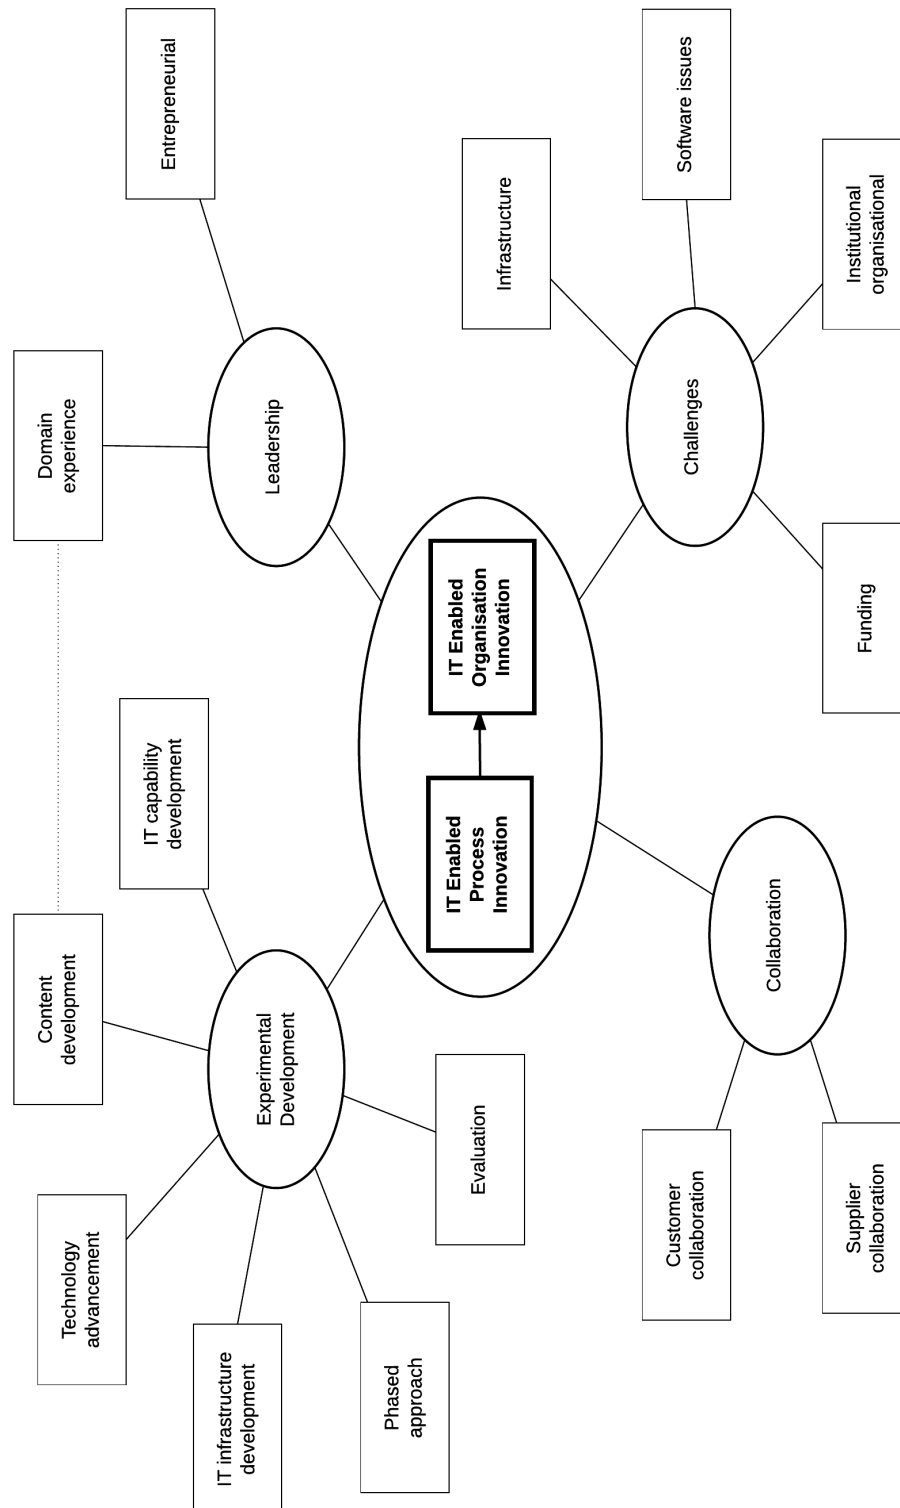 Technology
advancement
Content
development
Domain
experience
IT infrastructure
development
IT capability
development
Entrepreneurial
Experimental
Development
Leadership
Phased
approach
Evaluation
IT Enabled
Process
Innovation
IT Enabled
Organisation
Innovation
Infrastructure
Customer
collaboration
Collaboration
Challenges
Software issues
Supplier
collaboration
Funding
Institutional
organisational